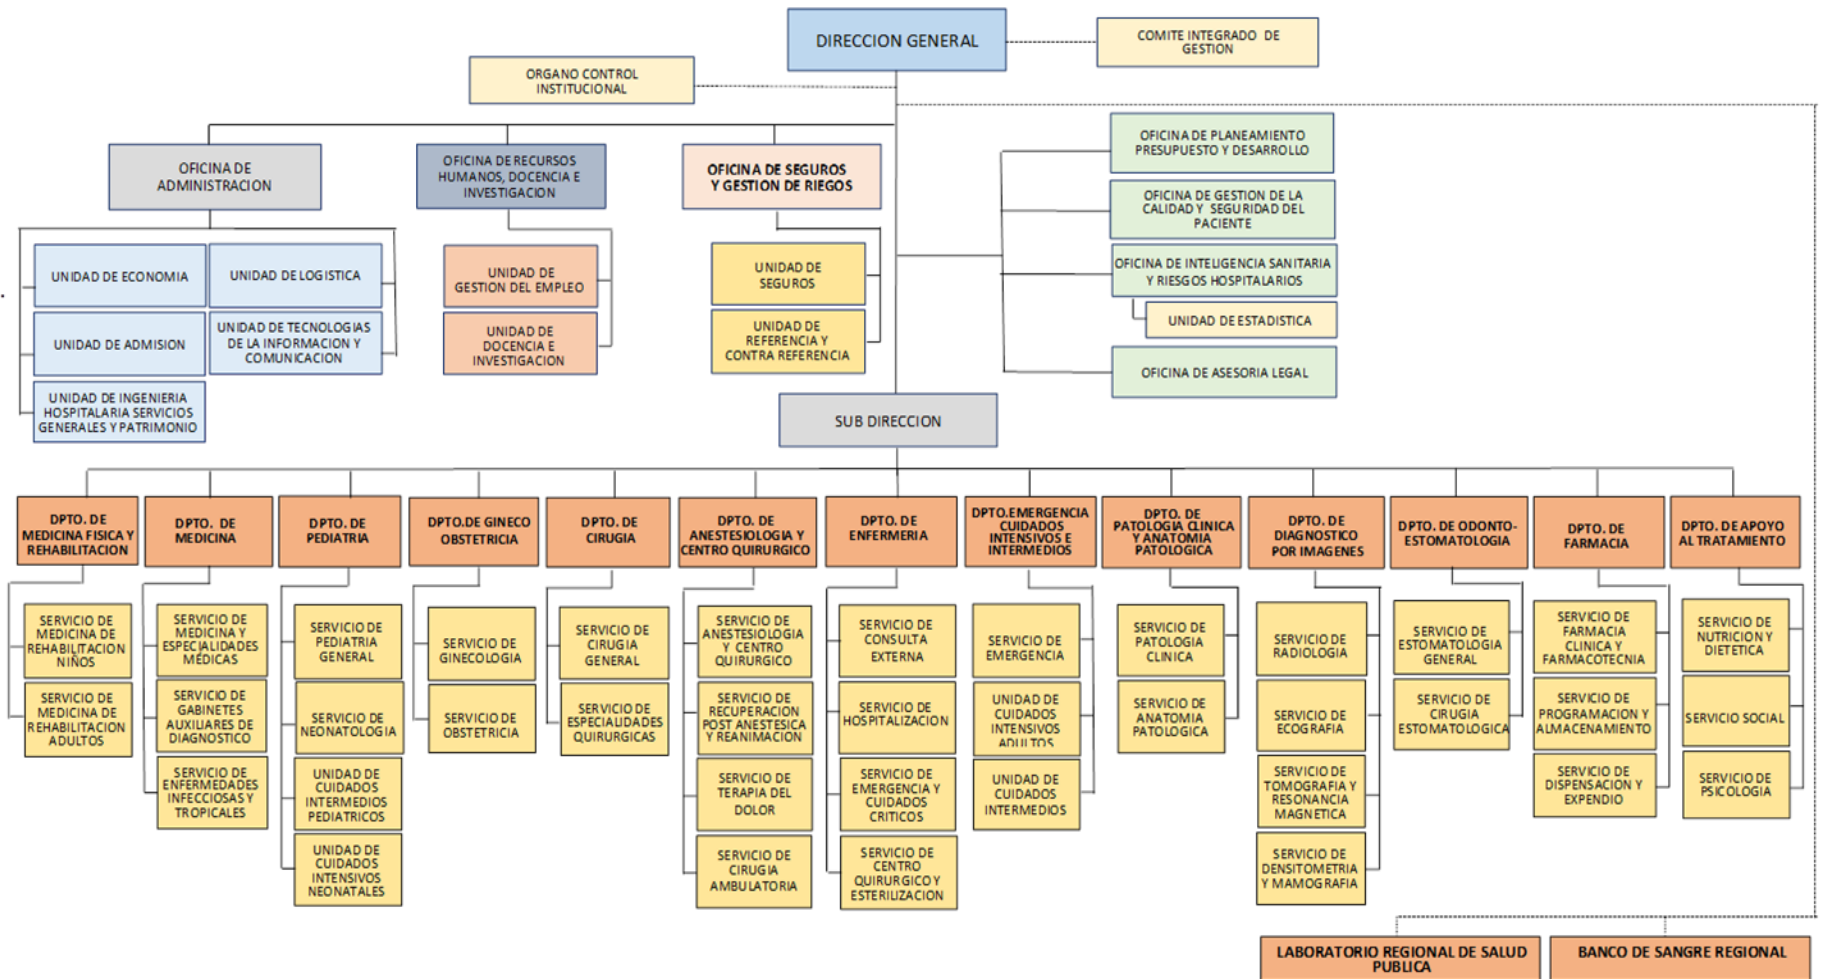 DIRECCION GENERAL
COMITE INTEGRADO DE
GESTION
ORGANO CONTROL
INSTITUCIONAL
OFICINA DE
ADMINISTRACION
OFICINA DE RECURSOS
HUMANOS, DOCENCIA E
INVESTIGACION
OFICINA DE SEGUROS
Y GESTION DE RIEGOS
OFICINA DE PLANEAMIENTO
PRESUPUESTO Y DESARROLLO
OFICINA DE GESTION DE LA
CALIDAD Y SEGURIDAD DEL
PACIENTE
OFICINA DE INTELIGENCIA SANITARIA
Y RIESGOS HOSPITALARIOS
UNIDAD DE ESTADISTICA
OFICINA DE ASESORIA LEGAL
UNIDAD DE ECONOMIA
UNIDAD DE LOGISTICA
UNIDAD DE ADMISION
UNIDAD DE TECNOLOGIAS
DE LA INFORMACION Y
COMUNICACION
UNIDAD DE INGENIERIA
HOSPITALARIA SERVICIOS
GENERALES Y PATRIMONIO
UNIDAD DE
GESTION DEL EMPLEO
UNIDAD DE
DOCENCIA E
INVESTIGACION
UNIDAD DE
SEGUROS
UNIDAD DE
REFERENCIA Y
CONTRA REFERENCIA
SUB DIRECCION
DPTO. DE
MEDICINA FISICA Y
REHABILITACION
SERVICIO DE
MEDICINA DE
REHABILITACION
NIÑOS
SERVICIO DE
MEDICINA DE
REHABILITACION
ADULTOS
DPTO. DE
MEDICINA
SERVICIO DE
MEDICINA Y
ESPECIALIDADES
MÉDICAS
SERVICIO DE
GABINETES
AUXILIARES DE
DIAGNOSTICO
SERVICIO DE
ENFERMEDADES
INFECCIOSAS Y
TROPICALES
DPTO. DE
PEDIATRIA
SERVICIO DE
PEDIATRIA
GENERAL
SERVICIO DE
NEONATOLOGIA
UNIDAD DE
CUIDADOS
INTERMEDIOS
PEDIATRICOS
UNIDAD DE
CUIDADOS
INTENSIVOS
NEONATALES
DPTO.DE GINECO
OBSTETRICIA
SERVICIO DE
GINECOLOGIA
SERVICIO DE
OBSTETRICIA
DPTO. DE
CIRUGIA
SERVICIO DE
CIRUGIA
GENERAL
SERVICIO DE
ESPECIALIDADES
QUIRURGICAS
DPTO. DE
ANESTESIOLOGIA Y
CENTRO QUIRURGICO
SERVICIO DE
ANESTESIOLOGIA
Y CENTRO
QUIRURGICO
SERVICIO DE
RECUPERACION
POST ANESTESICA
Y REANIMACION
SERVICIO DE
TERAPIA DEL
DOLOR
SERVICIO DE
CIRUGIA
AMBULATORIA
DPTO. DE
ENFERMERIA
SERVICIO DE
CONSULTA
EXTERNA
SERVICIO DE
HOSPITALIZACION
SERVICIO DE
EMERGENCIA Y
CUIDADOS
CRITICOS
SERVICIO DE
CENTRO
QUIRURGICO Y
ESTERILIZACION
DPTO.EMERGENCIA
CUIDADOS
INTENSIVOS E
INTERMEDIOS
SERVICIO DE
EMERGENCIA
UNIDAD DE
CUIDADOS
INTENSIVOS
ADULTOS
UNIDAD DE
CUIDADOS
INTERMEDIOS
DPTO. DE
PATOLOGIA CLINICA
Y ANATOMIA
PATOLOGICA
SERVICIO DE
PATOLOGIA
CLINICA
SERVICIO DE
ANATOMIA
PATOLOGICA
DPTO. DE
DIAGNOSTICO
POR IMAGENES
SERVICIO DE
RADIOLOGIA
SERVICIO DE
ECOGRAFIA
SERVICIO DE
TOMOGRAFIA Y
RESONANCIA
MAGNETICA
SERVICIO DE
DENSITOMETRIA
Y MAMOGRAFIA
DPTO. DE ODONTO-
ESTOMATOLOGIA
SERVICIO DE
ESTOMATOLOGIA
GENERAL
SERVICIO DE
CIRUGIA
ESTOMATOLOGICA
DPTO. DE
FARMACIA
SERVICIO DE
FARMACIA
CLINICA Y
FARMACOTECNIA
SERVICIO DE
PROGRAMACION Y
ALMACENAMIENTO
SERVICIO DE
DISPENSACION Y
EXPENDIO
DPTO. DE APOYO
AL TRATAMIENTO
SERVICIO DE
NUTRICION Y
DIETETICA
SERVICIO SOCIAL
SERVICIO DE
PSICOLOGIA
LABORATORIO REGIONAL DE SALUD
PUBLICA
BANCO DE SANGRE REGIONAL